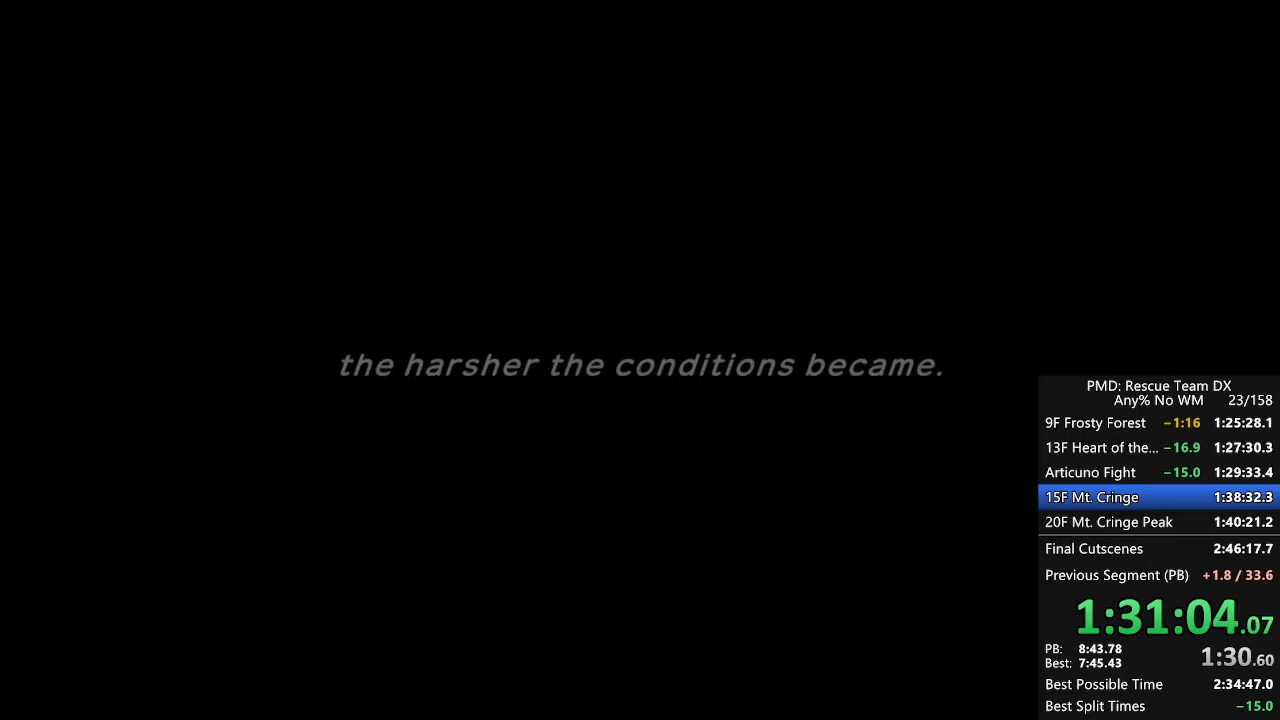 the harsher the conditions became.
PMD: Rescue Team DX
Any% No WM 23/158
9F Frosty Forest −1:16 1:25:28.1
13F Heart of the... −16.9 1:27:30.3
Articuno Fight −15.0 1:29:33.4
15F Mt. Cringe 1:38:32.3
20F Mt. Cringe Peak 1:40:21.2
Final Cutscenes 2:46:17.7
Previous Segment (PB) +1.8 / 33.6
1:31:04.07
PB: 8:43.78
Best: 7:45.43
1:30.60
Best Possible Time 2:34:47.0
Best Split Times −15.0